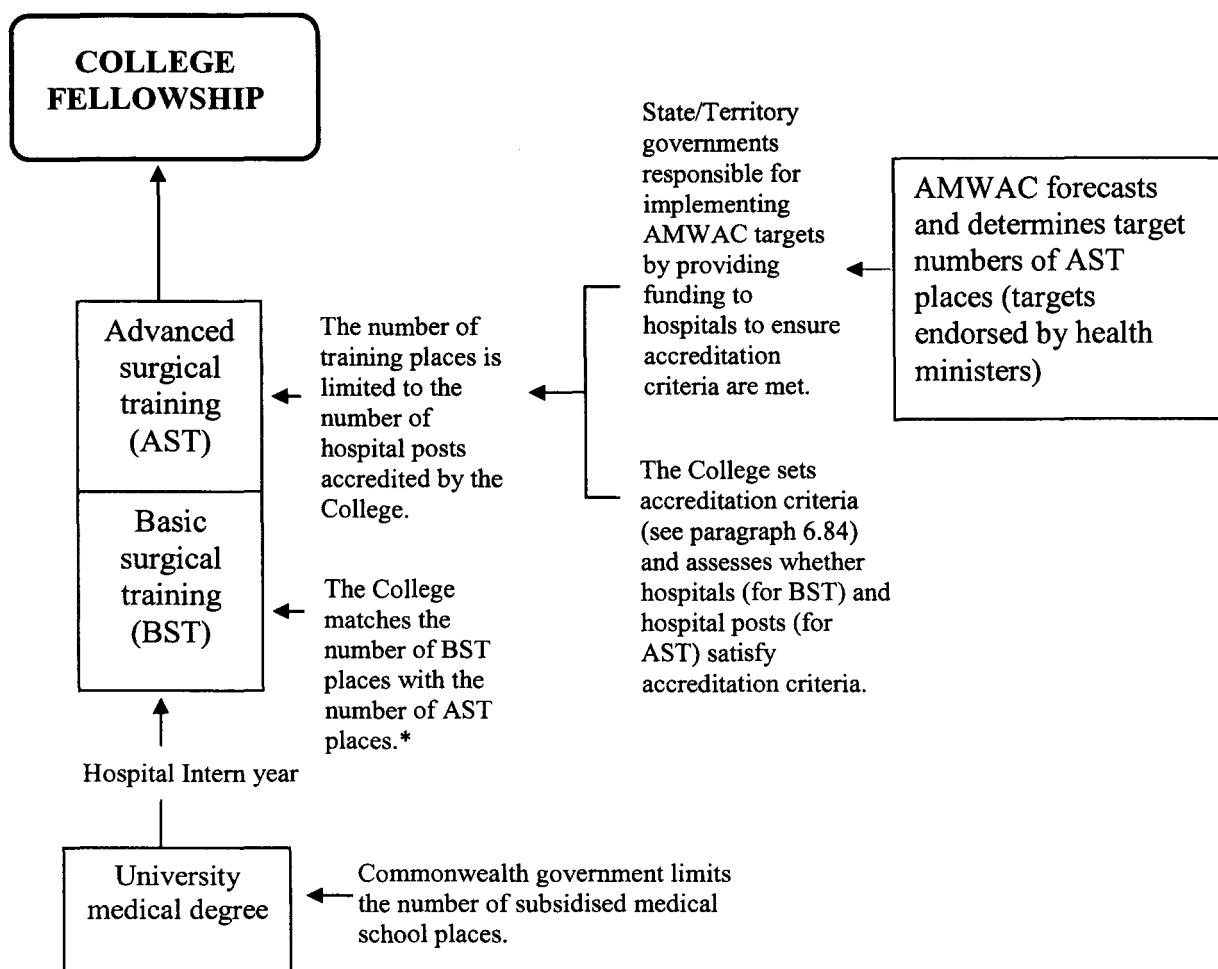 COLLEGE
FELLOWSHIP
State/Territory
governments
responsible for
implementing
AMWAC targets
by providing
funding to
hospitals to ensure
accreditation
criteria are met.
AMWAC forecasts
and determines target
numbers of AST
places (targets
endorsed by health
ministers)
Advanced
surgical
training
(AST)
The number of
training places is
limited to the
number of
hospital posts
accredited by the
College.
The College sets
accreditation criteria
(see paragraph 6.84)
and assesses whether
hospitals (for BST) and
hospital posts (for
AST) satisfy
accreditation criteria.
Basic
surgical
training
(BST)
The College
matches the
number of BST
places with the
number of AST
places.*
Hospital Intern year
University
medical degree
Commonwealth government limits
the number of subsidised medical
school places.